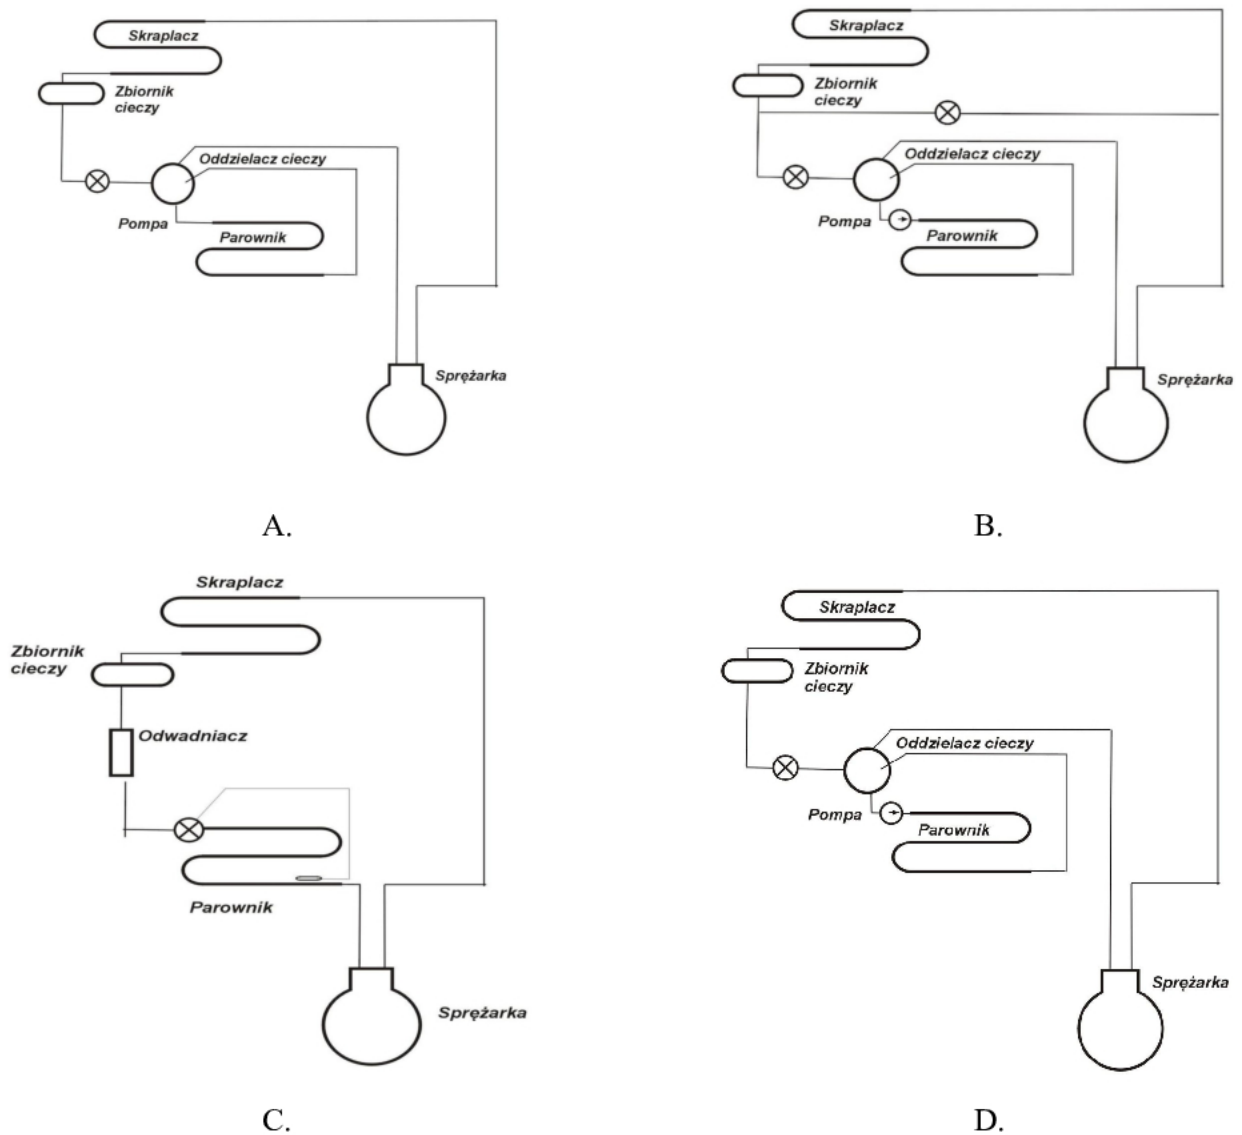 Skraplacz
Zbiornik
cieczy
Oddzielacz cieczy
Pompa
Parownik
Sprężarka
A.
Skraplacz
Zbiornik
cieczy
Oddzielacz cieczy
Pompa
Parownik
Sprężarka
B.
Skraplacz
Zbiornik
cieczy
Odwadniacz
Parownik
Sprężarka
C.
Skraplacz
Zbiornik
cieczy
Oddzielacz cieczy
Pompa
Parownik
Sprężarka
D.